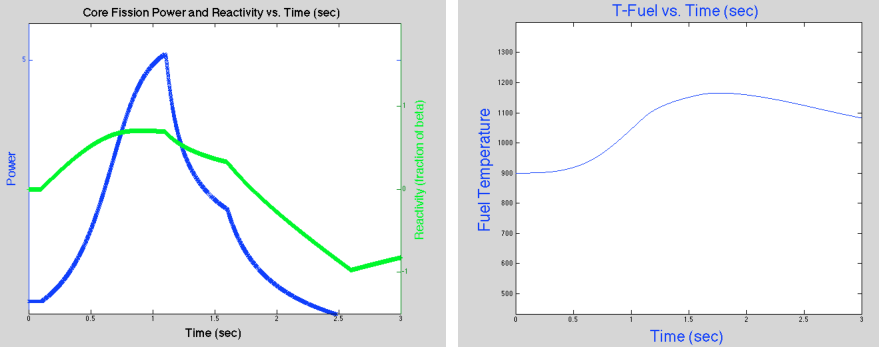 Core Fission Power and Reactivity vs. Time (sec)
5
Power
1
0
-1
Reactivity (fraction of beta)
0 0.5 1 1.5 2 2.5 3
Time (sec)
T-Fuel vs. Time (sec)
1300
1200
1100
1000
900
800
700
600
500
Fuel Temperature
0 0.5 1 1.5 2 2.5 3
Time (sec)